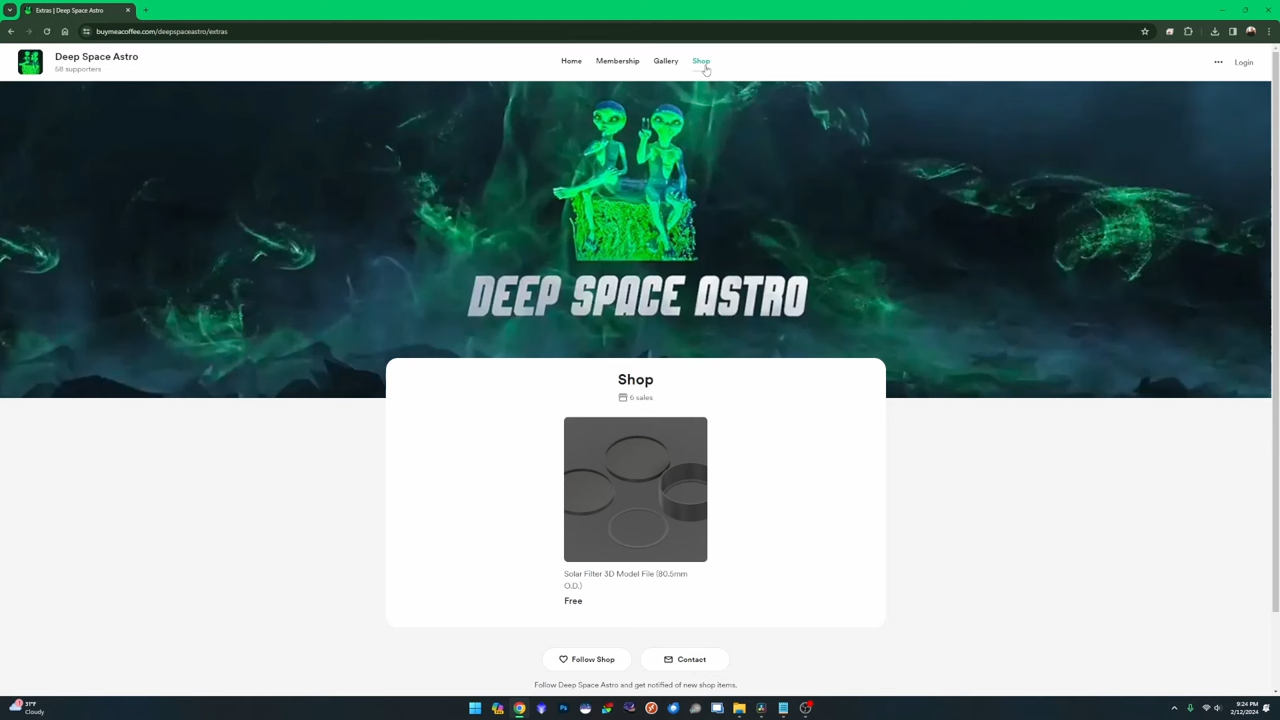 Extras | Deep Space Astro
buymeacoffee.com/deepspaceastro/extras
Deep Space Astro
58 supporters
Home
Membership
Gallery
Shop
Login
DEEP SPACE ASTRO
Shop
6 sales
Solar Filter 3D Model File (80.5mm
O.D.)
Free
Follow Shop
Contact
Follow Deep Space Astro and get notified of new shop items.
31°F
Cloudy
9:24 PM
2/12/2024